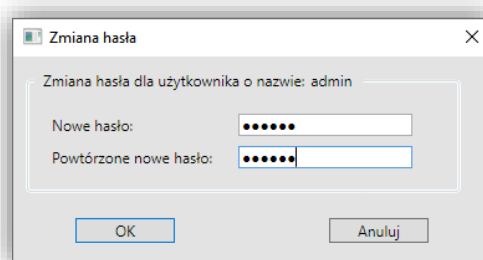 Zmiana hasła
Zmiana hasła dla użytkownika o nazwie: admin
Nowe hasło: ●●●●●●
Powtórzone nowe hasło: ●●●●●●
OK Anuluj